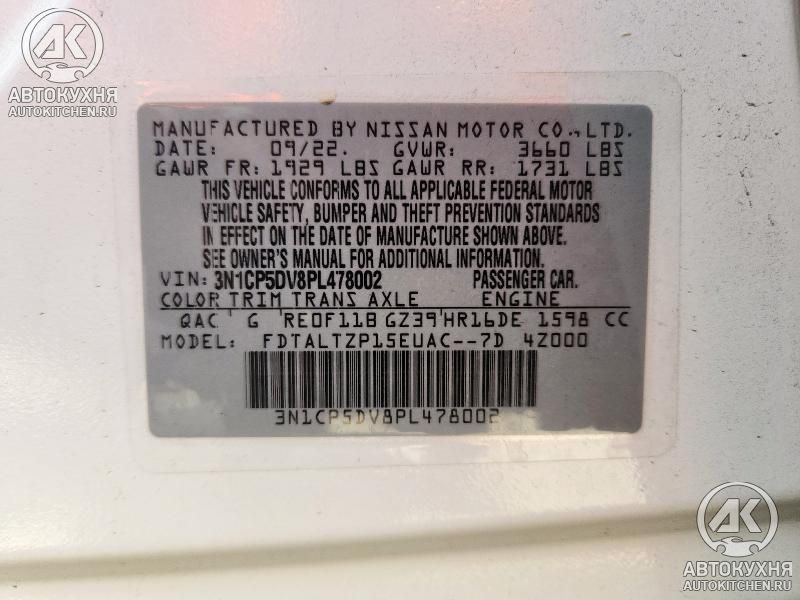 АК
АВТОКУХНЯ
AUTOKITCHEN.RU
MANUFACTURED BY NISSAN MOTOR CO.,LTD.
DATE: 09/22. GVWR: 3660 LBS
GAWR FR: 1929 LBS GAWR RR: 1731 LBS
THIS VEHICLE CONFORMS TO ALL APPLICABLE FEDERAL MOTOR
VEHICLE SAFETY, BUMPER AND THEFT PREVENTION STANDARDS
IN EFFECT ON THE DATE OF MANUFACTURE SHOWN ABOVE.
SEE OWNER'S MANUAL FOR ADDITIONAL INFORMATION.
VIN: 3N1CP5DV8PL478002 PASSENGER CAR.
COLOR TRIM TRANS AXLE ENGINE
QAC G RE0F11B GZ39 HR16DE 1598 CC
MODEL: FDTALTZP15EUAC--7D 4Z000
3N1CP5DV8PL478002
АК
АВТОКУХНЯ
AUTOKITCHEN.RU